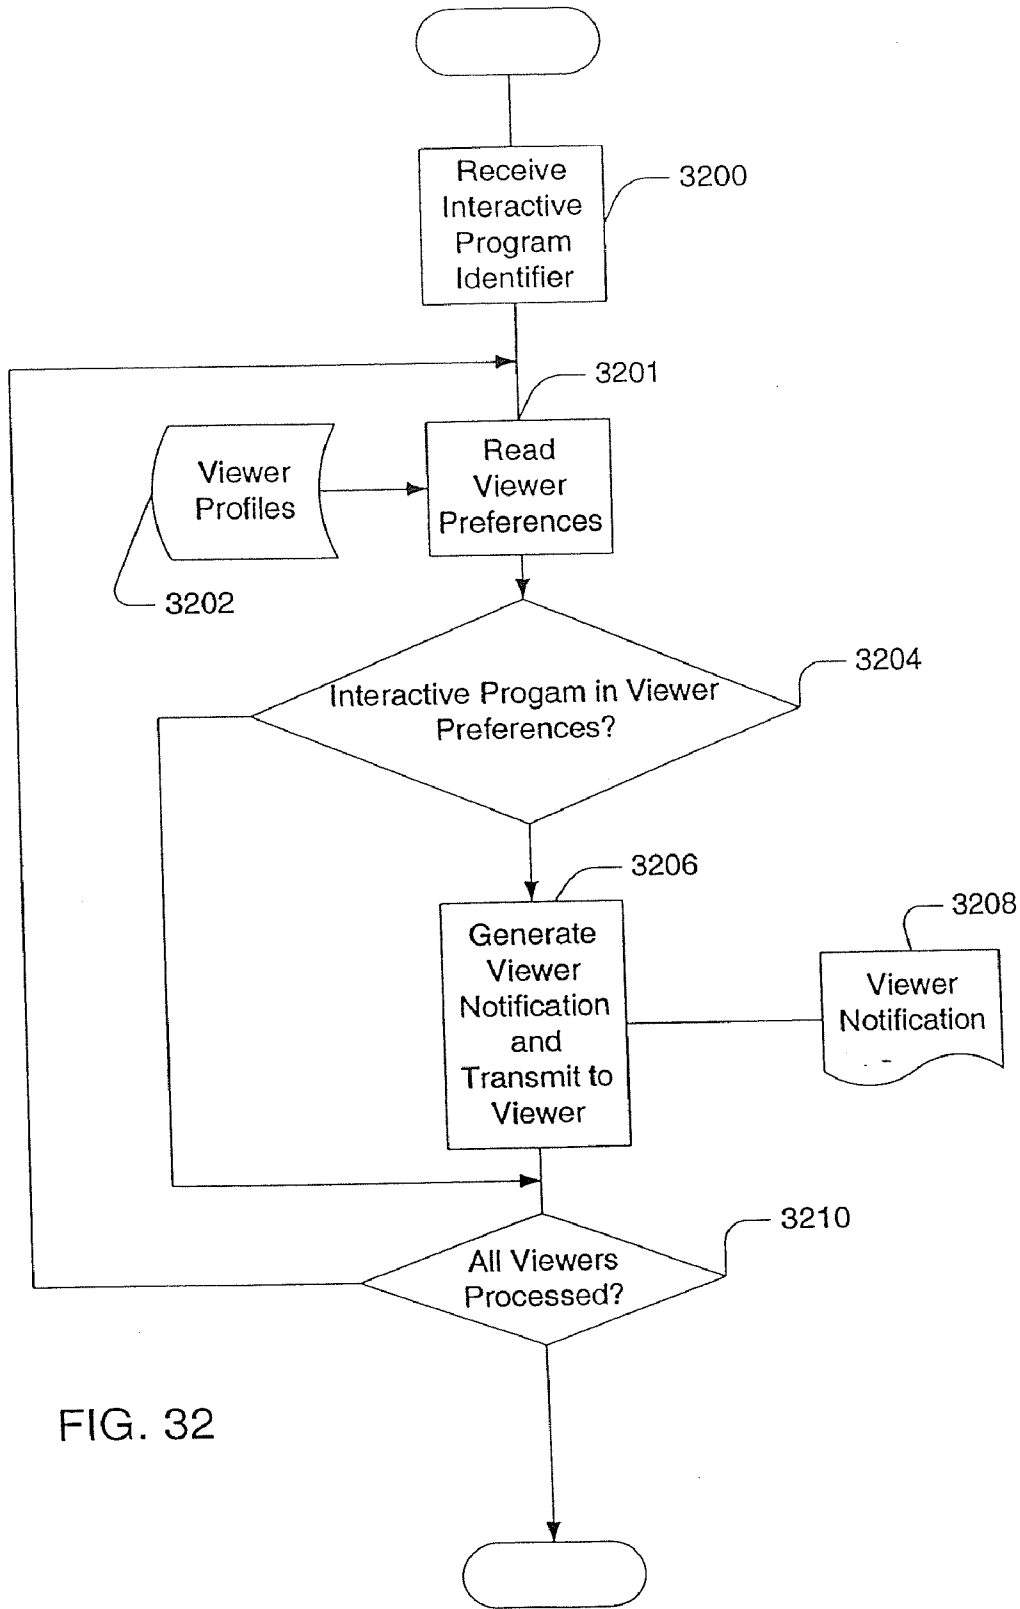 Receive
Interactive
Program
Identifier
3200
3201
Viewer
Profiles
3202
Read
Viewer
Preferences
3204
Interactive Progam in Viewer
Preferences?
3206
Generate
Viewer
Notification
and
Transmit to
Viewer
3208
Viewer
Notification
3210
All Viewers
Processed?
FIG. 32